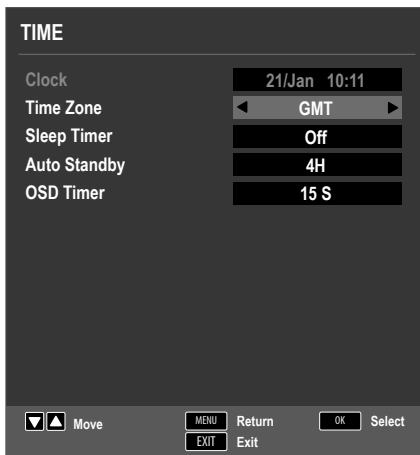 TIME
Clock 21/Jan 10:11
Time Zone GMT
Sleep Timer Off
Auto Standby 4H
OSD Timer 15 S
Move MENU Return OK Select
EXIT Exit